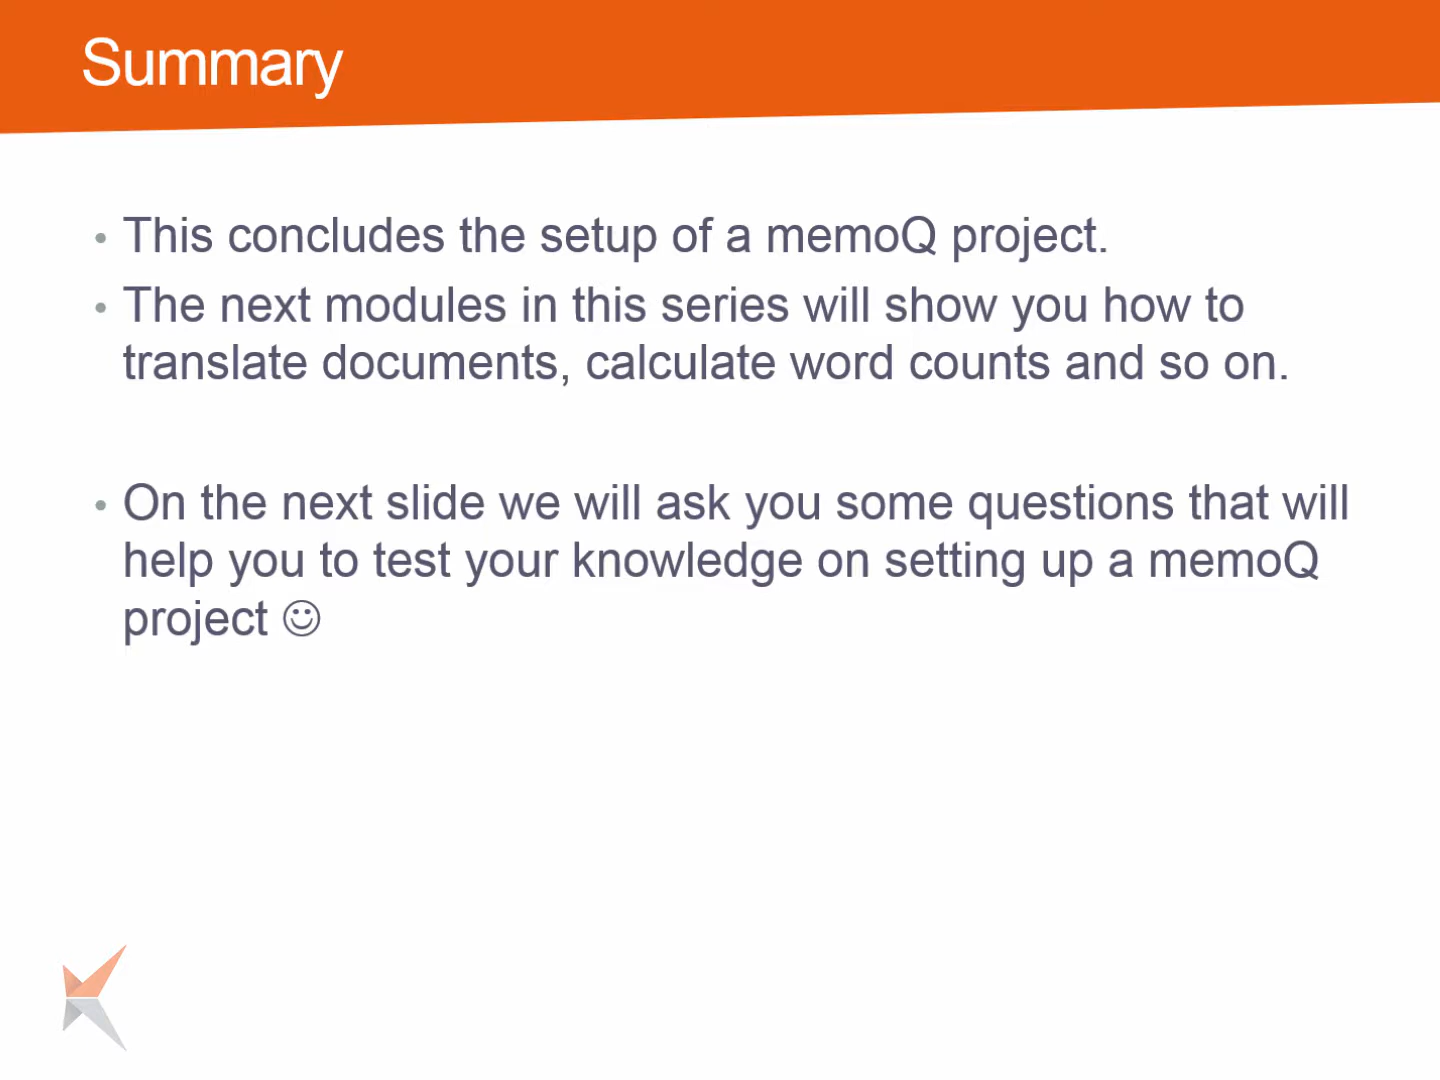 Summary
• This concludes the setup of a memoQ project.
• The next modules in this series will show you how to
translate documents, calculate word counts and so on.
• On the next slide we will ask you some questions that will
help you to test your knowledge on setting up a memoQ
project ☺